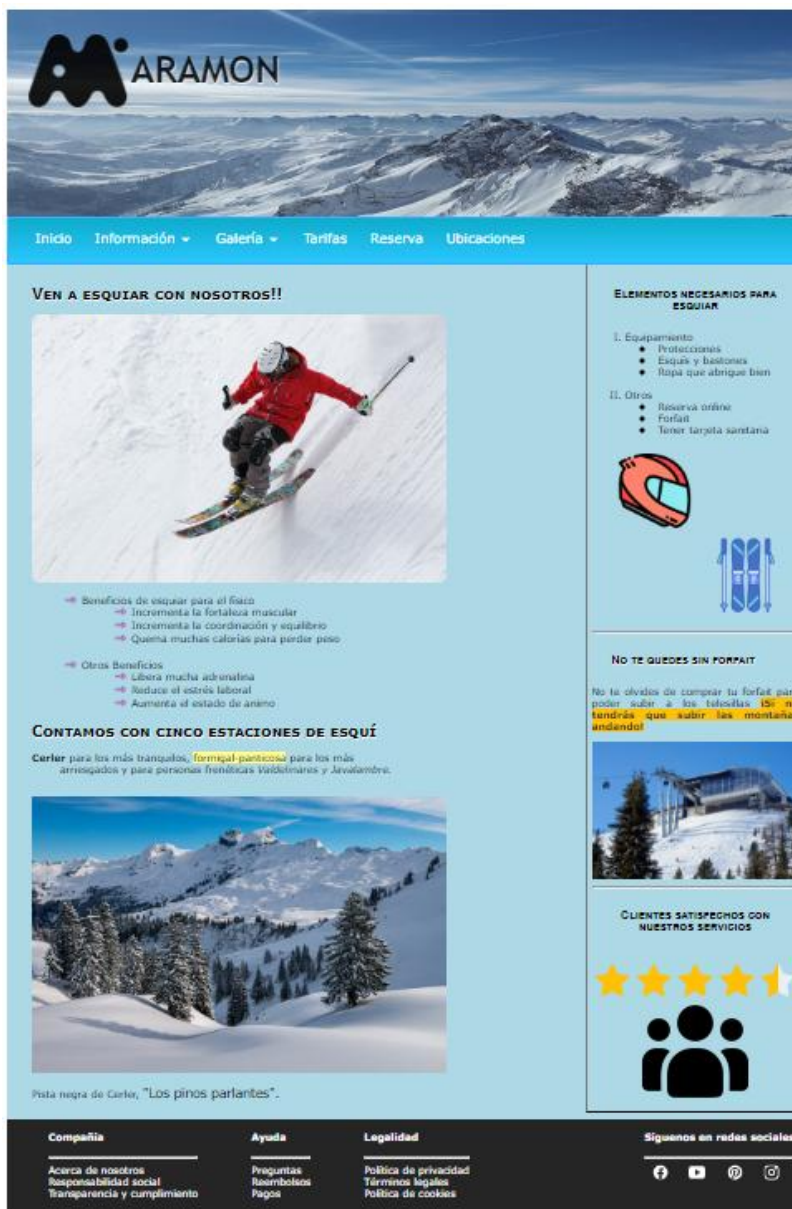 ARAMON
Inicio Información Galería Tarifas Reserva Ubicaciones
Ven a esquiar con nosotros!!
Beneficios de esquiar para el físico
Incrementa la fortaleza muscular
Incrementa la coordinación y equilibrio
Quema muchas calorías para perder peso
Otros Beneficios
Libera mucha adrenalina
Reduce el estrés laboral
Aumenta el estado de animo
Contamos con cinco estaciones de esquí
Cerler para los más tranquilos, formigal-panticosa para los más
arriesgados y para personas frenéticas Valdelinares y Javalambre.
Pista negra de Cerler, "Los pinos parlantes".
Elementos necesarios para
esquiar
I. Equipamiento
Protecciones
Esquís y bastones
Ropa que abrigue bien
II. Otros
Reserva online
Forfait
Tener tarjeta sanitaria
No te quedes sin forfait
No te olvides de comprar tu forfait par
poder subir a los telesillas ¡Si n
tendrás que subir las montaña
andando!
Clientes satisfechos con
nuestros servicios
Compañia Ayuda Legalidad Síguenos en redes sociales
Acerca de nosotros Preguntas Política de privacidad
Responsabilidad social Reembolsos Términos legales
Transparencia y cumplimiento Pagos Política de cookies